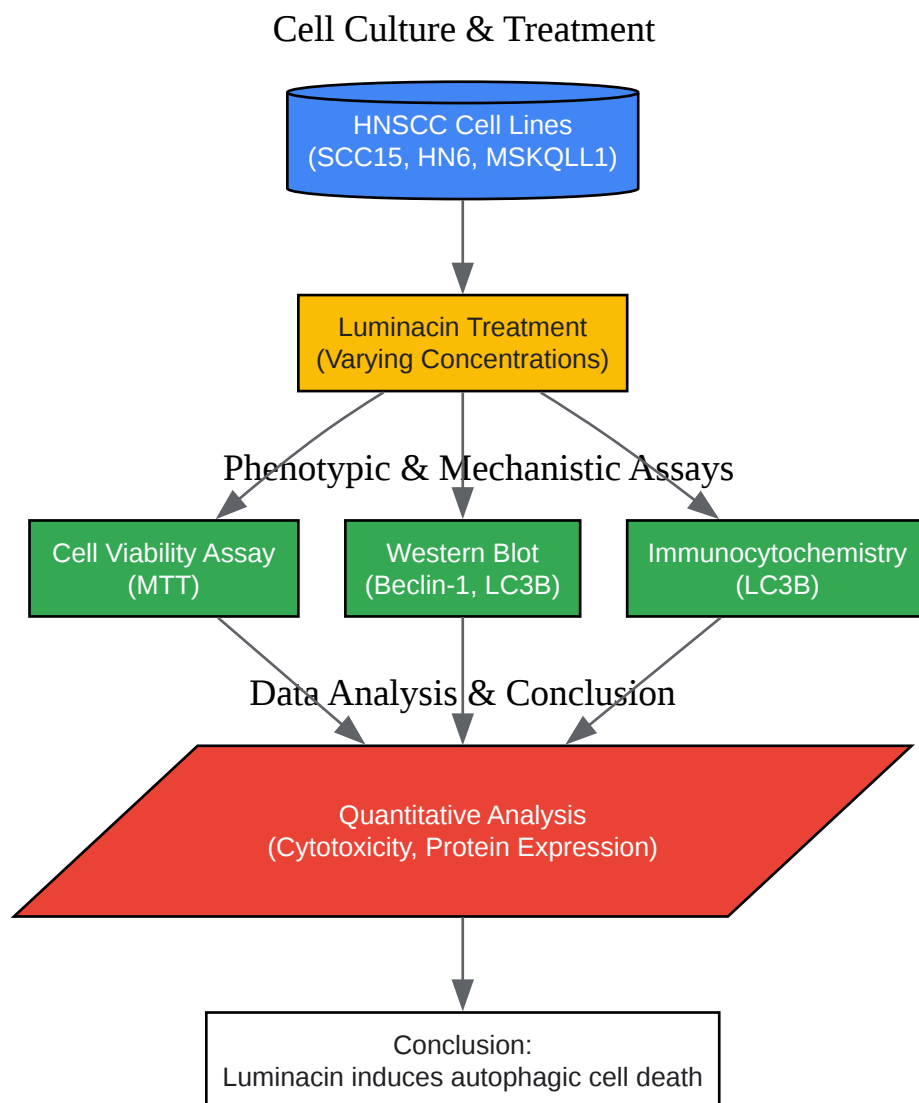 Cell Culture & Treatment
HNSCC Cell Lines
(SCC15, HN6, MSKQLL1)
Luminacin Treatment
(Varying Concentrations)
Phenotypic & Mechanistic Assays
Cell Viability Assay
(MTT)
Western Blot
(Beclin-1, LC3B)
Immunocytochemistry
(LC3B)
Data Analysis & Conclusion
Quantitative Analysis
(Cytotoxicity, Protein Expression)
Conclusion:
Luminacin induces autophagic cell death